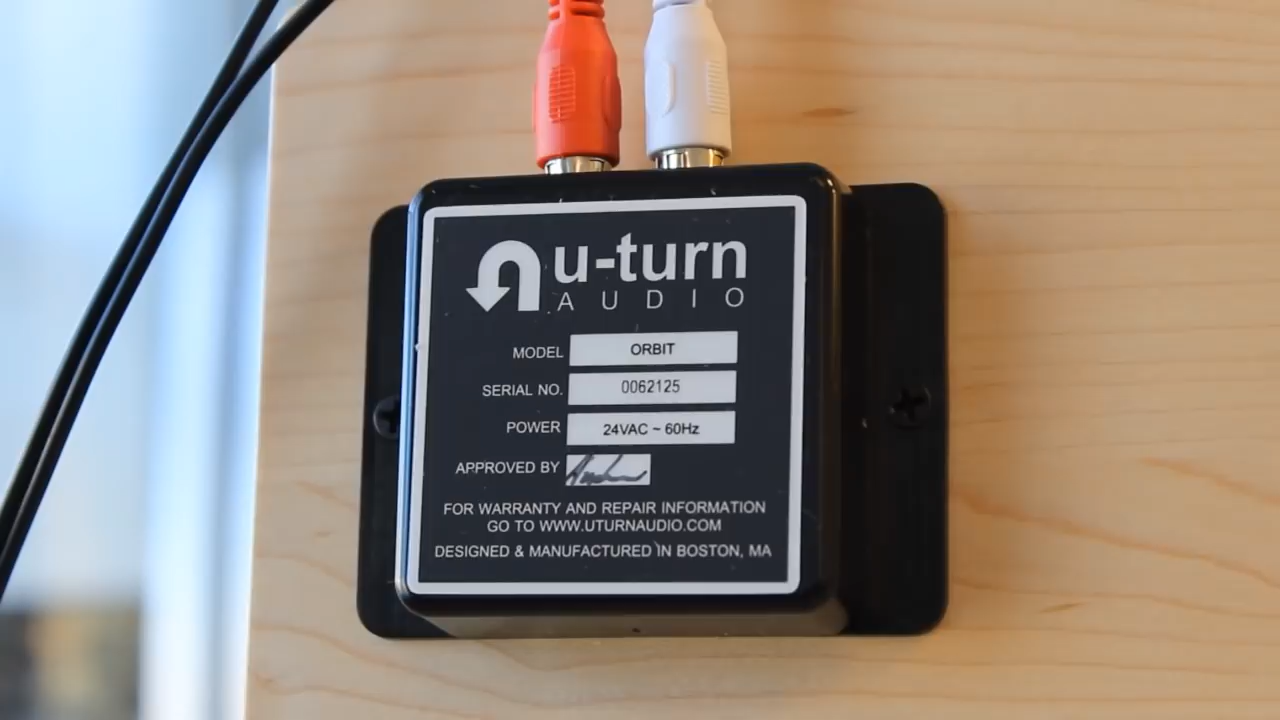 u-turn
AUDIO
MODEL ORBIT
SERIAL NO. 0062125
POWER 24VAC ~ 60Hz
APPROVED BY
FOR WARRANTY AND REPAIR INFORMATION
GO TO WWW.UTURNAUDIO.COM
DESIGNED & MANUFACTURED IN BOSTON, MA